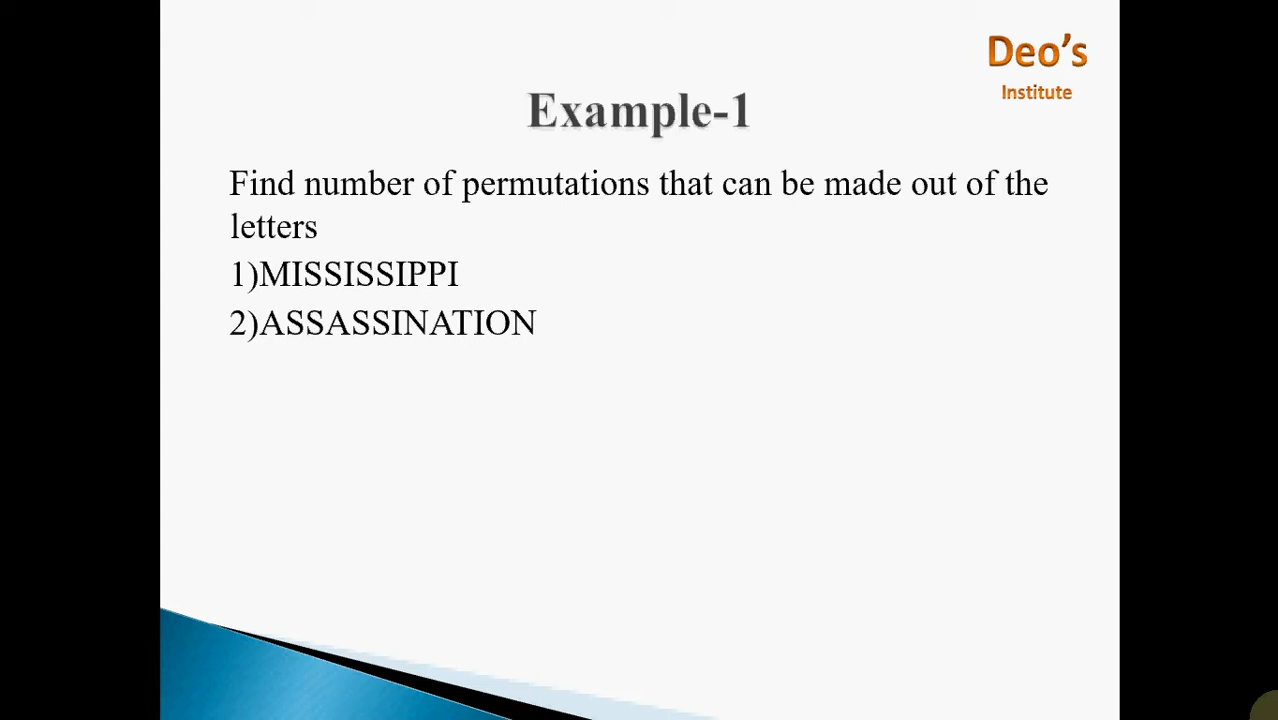 Deo's
Institute
Example-1
Find number of permutations that can be made out of the
letters
1)MISSISSIPPI
2)ASSASSINATION